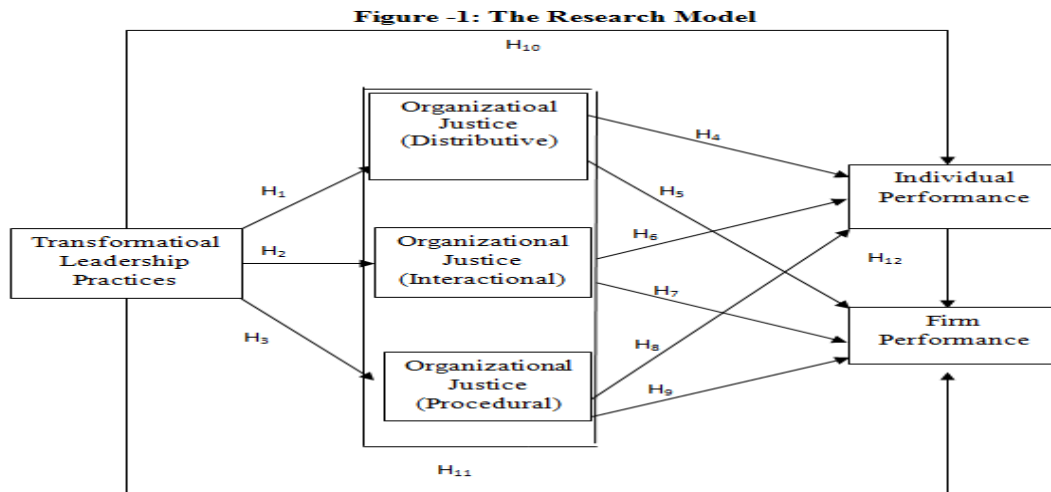 Figure -1: The Research Model
H₁₀
Organizatioal
Justice
(Distributive)
H₄
H₁
H₅
Individual
Performance
Transformatioal
Leadership
Practices
H₂
Organizational
Justice
(Interactional)
H₆
H₁₂
H₇
H₃
H₈
Firm
Performance
Organizational
Justice
(Procedural)
H₉
H₁₁